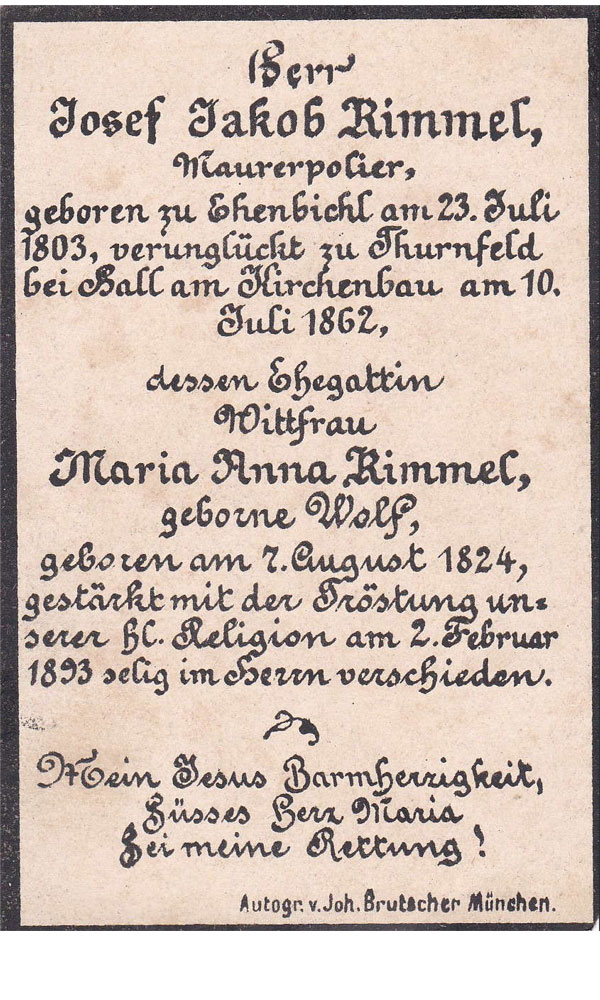 Herr
Josef Jakob Rimmel,
Maurerpolier,
geboren zu Ehenbichl am 23. Juli
1803, verunglückt zu Thurnfeld
bei Hall am Kirchenbau am 10.
Juli 1862,
dessen Ehegattin
Wittfrau
Maria Anna Rimmel,
geborne Wolf,
geboren am 7. August 1824,
gestärkt mit der Tröstung un=
serer hl. Religion am 2. Februar
1893 selig im Herrn verschieden.
Mein Jesus Barmherzigkeit,
Süsses Herz Maria
Sei meine Rettung!
Autogr. v. Joh. Brutscher München.